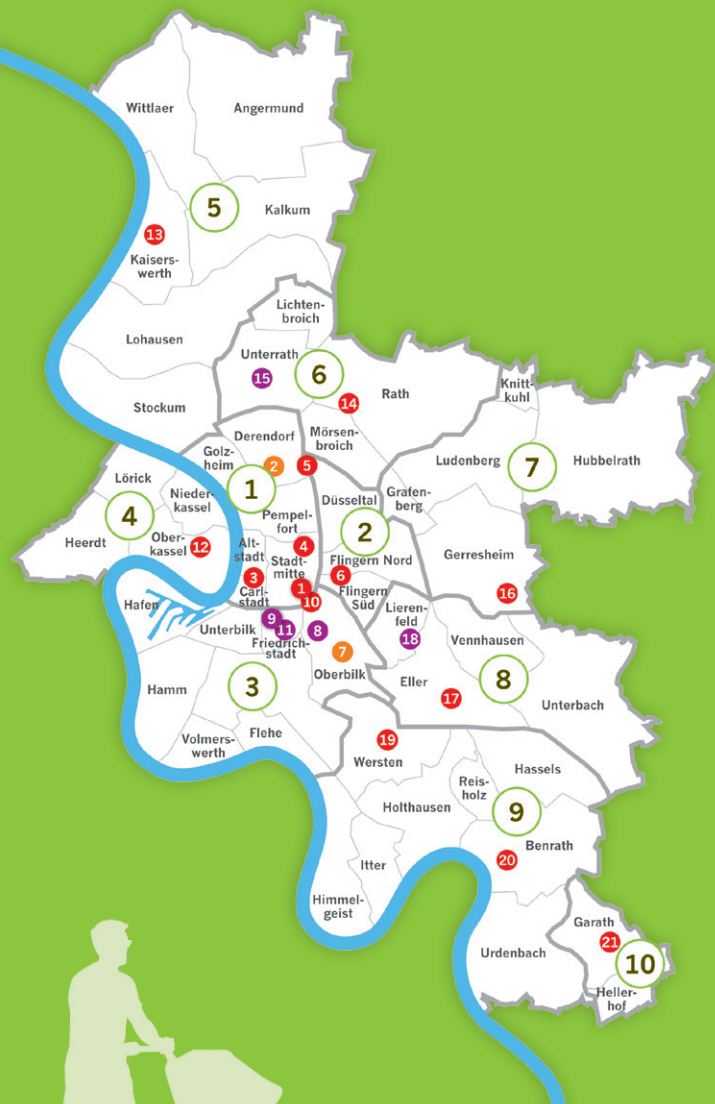 Wittlaer
Angermund
5
Kalkum
13
Kaisers-
werth
Lichten-
broich
Lohausen
Unterrath
6
15
Rath
14
Knitt-
kuhl
Stockum
Derendorf
Mörsen-
broich
Golz-
heim
2
5
Ludenberg
7
Hubbelrath
Lörick
1
Düsseltal
Grafen-
berg
Nieder-
kassel
4
Pempel-
fort
2
Heerdt
Ober-
kassel
12
Alt-
stadt
4
Flingern Nord
Gerresheim
Stadt-
mitte
3
6
Carl-
stadt
1
10
Flingern
Süd
16
Hafen
Lieren-
feld
9
11
8
18
Vennhausen
Unterbilk
Friedrich-
stadt
7
Oberbilk
Eller
8
Hamm
3
17
Unterbach
Volmers-
werth
Flehe
19
Wersten
Hassels
Reis-
holz
Holthausen
9
Benrath
20
Itter
Himmel-
geist
Garath
21
Urdenbach
10
Heller-
hof